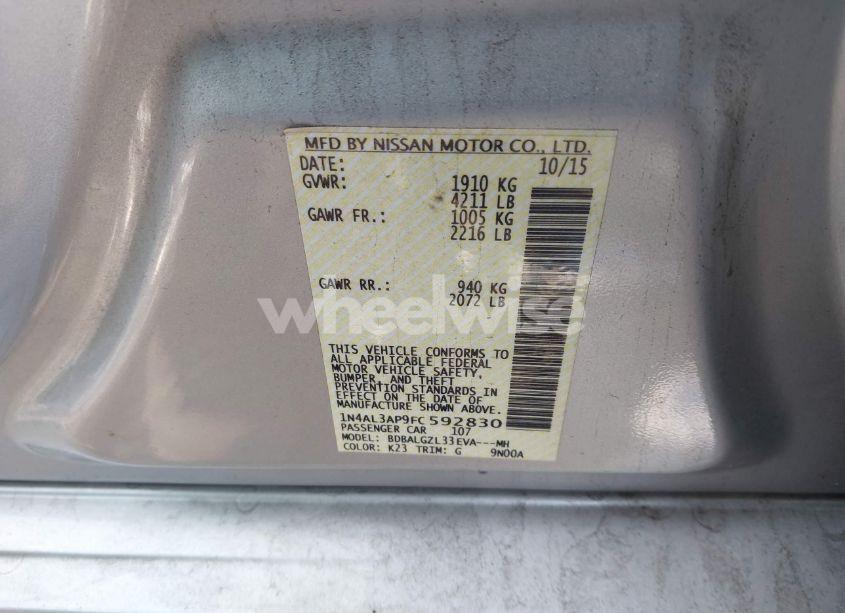 MFD BY NISSAN MOTOR CO., LTD.
DATE: 10/15
GVWR: 1910 KG
4211 LB
GAWR FR.: 1005 KG
2216 LB
GAWR RR.: 940 KG
2072 LB
wheelwise
THIS VEHICLE CONFORMS TO
ALL APPLICABLE FEDERAL
MOTOR VEHICLE SAFETY,
BUMPER, AND THEFT
PREVENTION STANDARDS IN
EFFECT ON THE DATE OF
MANUFACTURE SHOWN ABOVE.
1N4AL3AP9FC592830
PASSENGER CAR 107
MODEL: BDBALGZL33EVA---MH
COLOR: K23 TRIM: G 9N00A